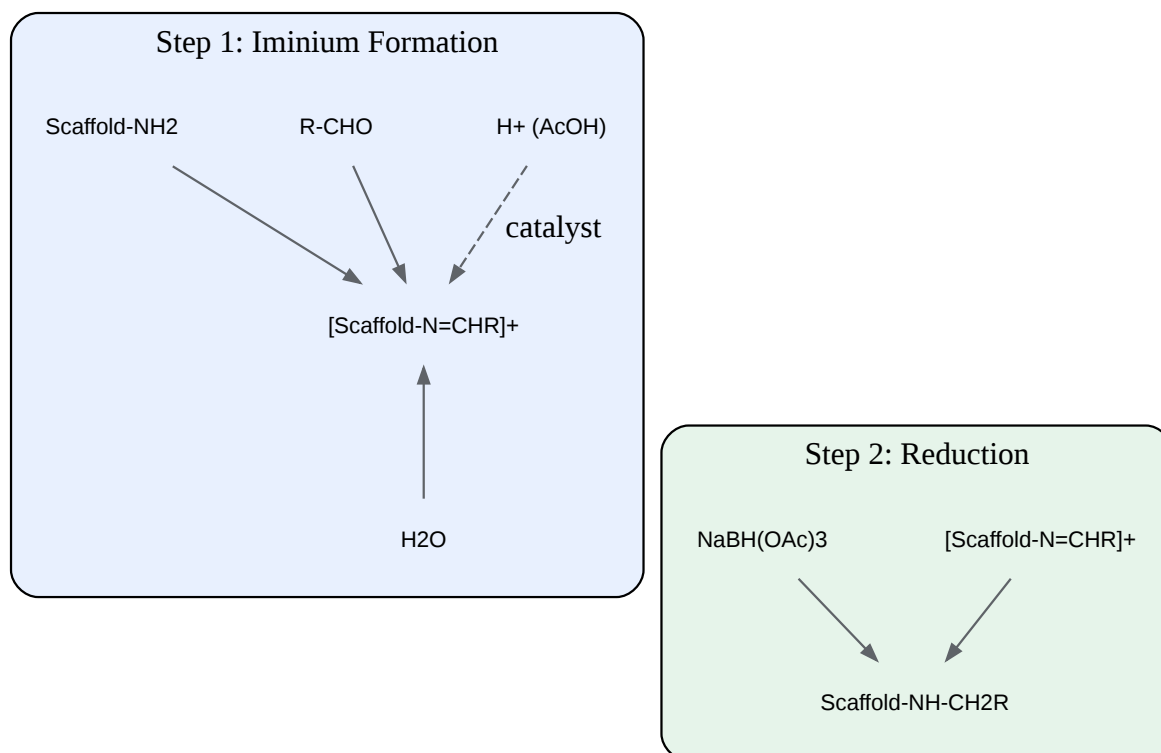 Step 1: Iminium Formation
Scaffold-NH2
R-CHO
H+ (AcOH)
catalyst
[Scaffold-N=CHR]+
H2O
Step 2: Reduction
NaBH(OAc)3
[Scaffold-N=CHR]+
Scaffold-NH-CH2R